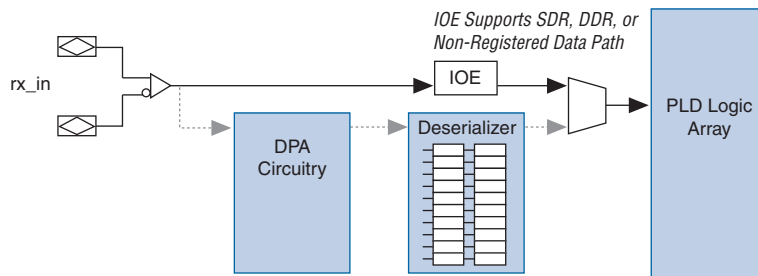 IOE Supports SDR, DDR, or
Non-Registered Data Path
rx_in
IOE
PLD Logic
Array
DPA
Circuitry
Deserializer